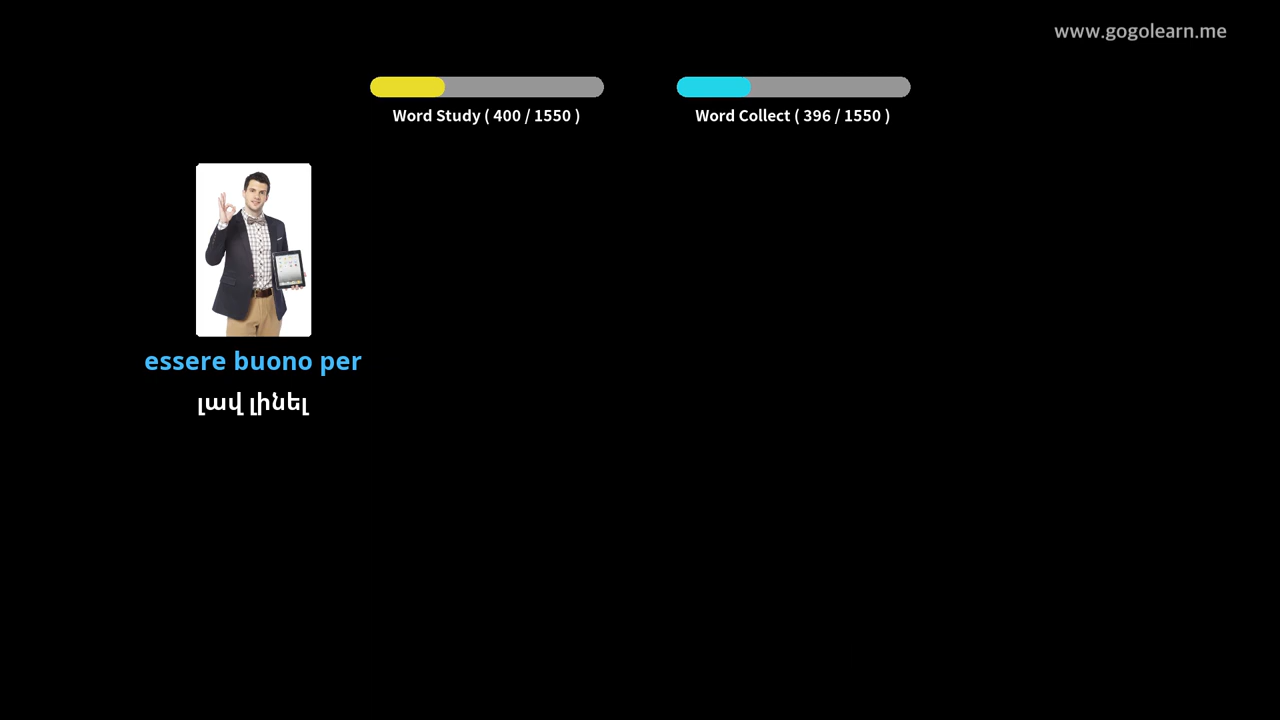 www.gogolearn.me
Word Study ( 400 / 1550 )
Word Collect ( 396 / 1550 )
essere buono per
լավ լինել